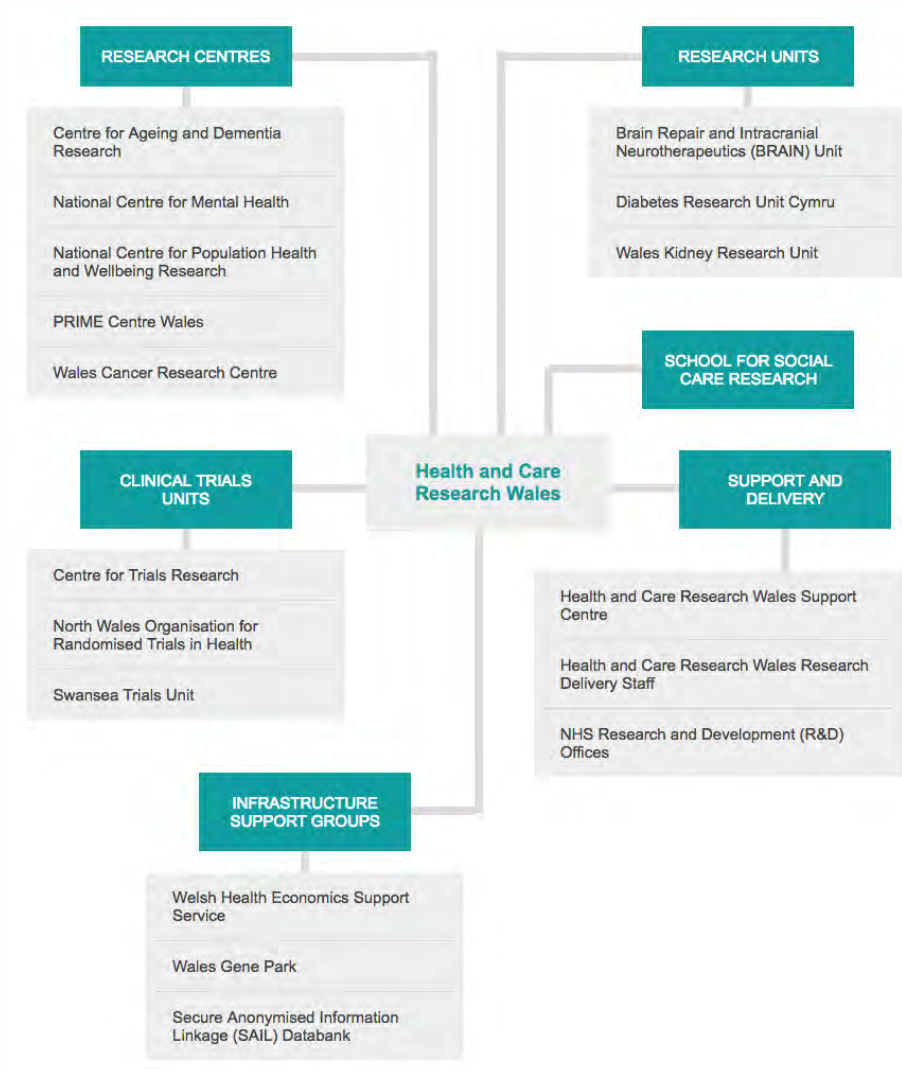 RESEARCH CENTRES
Centre for Ageing and Dementia
Research
National Centre for Mental Health
National Centre for Population Health
and Wellbeing Research
PRIME Centre Wales
Wales Cancer Research Centre
RESEARCH UNITS
Brain Repair and Intracranial
Neurotherapeutics (BRAIN) Unit
Diabetes Research Unit Cymru
Wales Kidney Research Unit
SCHOOL FOR SOCIAL
CARE RESEARCH
Health and Care
Research Wales
CLINICAL TRIALS
UNITS
Centre for Trials Research
North Wales Organisation for
Randomised Trials in Health
Swansea Trials Unit
SUPPORT AND
DELIVERY
Health and Care Research Wales Support
Centre
Health and Care Research Wales Research
Delivery Staff
NHS Research and Development (R&D)
Offices
INFRASTRUCTURE
SUPPORT GROUPS
Welsh Health Economics Support
Service
Wales Gene Park
Secure Anonymised Information
Linkage (SAIL) Databank